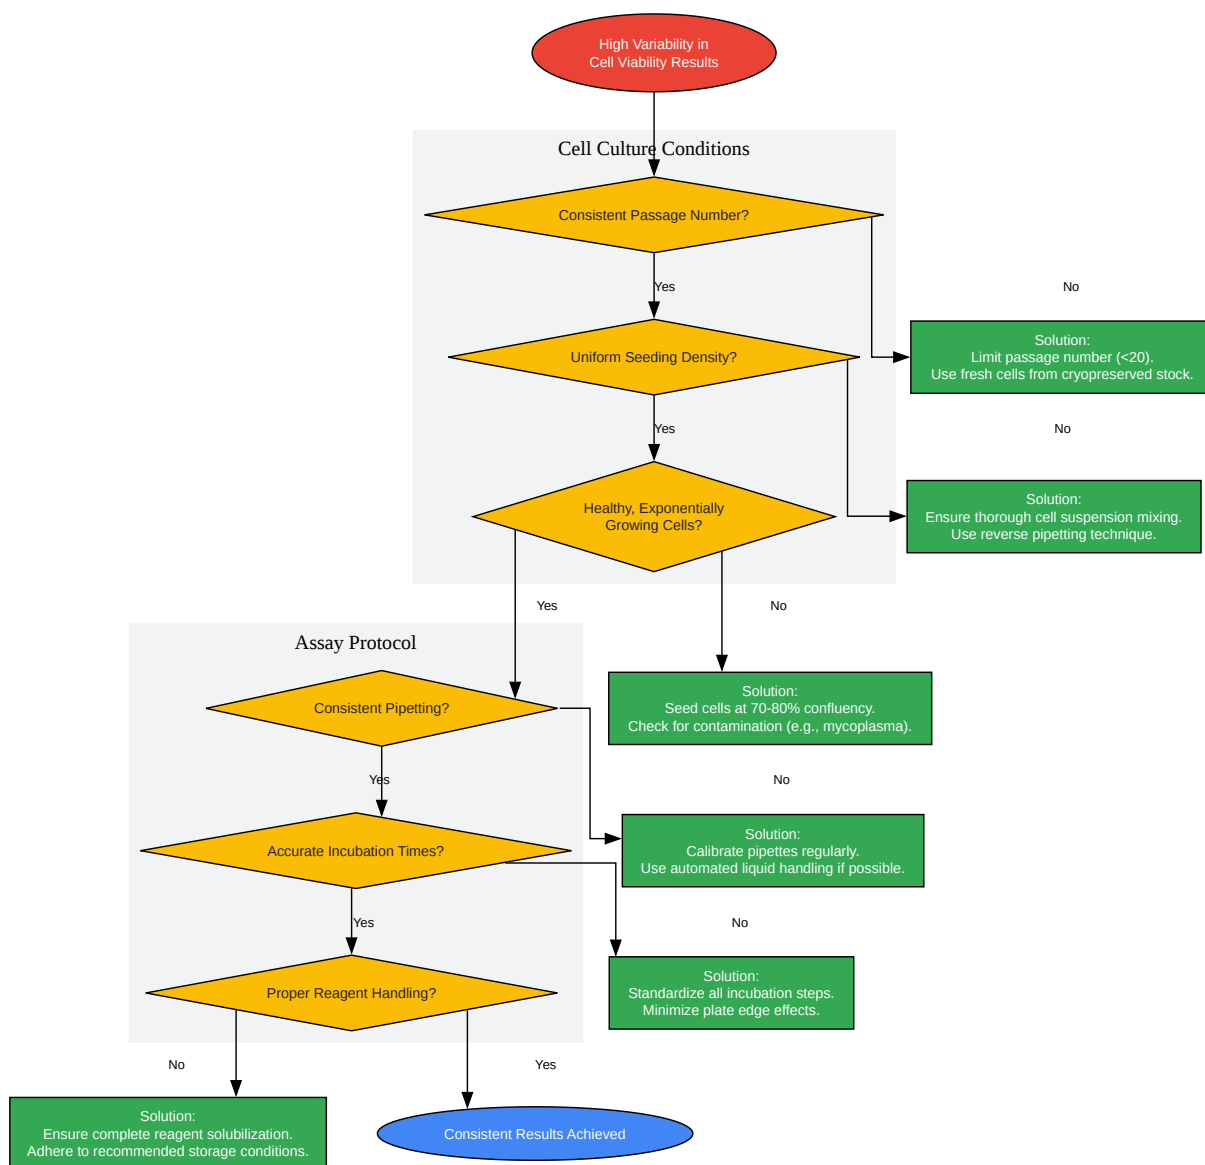 High Variability in
Cell Viability Results
Cell Culture Conditions
Consistent Passage Number?
Yes
No
Solution:
Limit passage number (<20).
Use fresh cells from cryopreserved stock.
Uniform Seeding Density?
Yes
No
Solution:
Ensure thorough cell suspension mixing.
Use reverse pipetting technique.
Healthy, Exponentially
Growing Cells?
Yes
No
Solution:
Seed cells at 70-80% confluency.
Check for contamination (e.g., mycoplasma).
Assay Protocol
Consistent Pipetting?
Yes
No
Solution:
Calibrate pipettes regularly.
Use automated liquid handling if possible.
Accurate Incubation Times?
Yes
No
Solution:
Standardize all incubation steps.
Minimize plate edge effects.
Proper Reagent Handling?
No
Yes
Solution:
Ensure complete reagent solubilization.
Adhere to recommended storage conditions.
Consistent Results Achieved